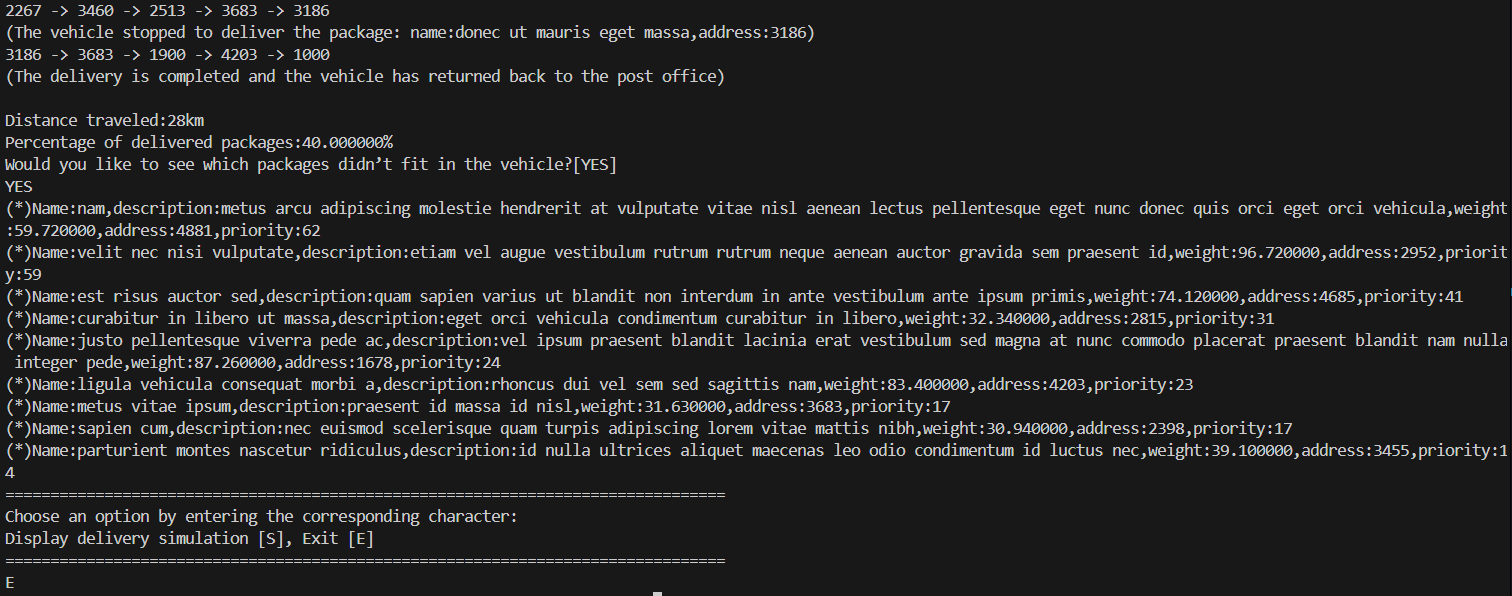 2267 -> 3460 -> 2513 -> 3683 -> 3186
(The vehicle stopped to deliver the package: name:donec ut mauris eget massa,address:3186)
3186 -> 3683 -> 1900 -> 4203 -> 1000
(The delivery is completed and the vehicle has returned back to the post office)
Distance traveled:28km
Percentage of delivered packages:40.000000%
Would you like to see which packages didn’t fit in the vehicle?[YES]
YES
(*)Name:nam,description:metus arcu adipiscing molestie hendrerit at vulputate vitae nisl aenean lectus pellentesque eget nunc donec quis orci eget orci vehicula,weight
:59.720000,address:4881,priority:62
(*)Name:velit nec nisi vulputate,description:etiam vel augue vestibulum rutrum rutrum neque aenean auctor gravida sem praesent id,weight:96.720000,address:2952,priorit
y:59
(*)Name:est risus auctor sed,description:quam sapien varius ut blandit non interdum in ante vestibulum ante ipsum primis,weight:74.120000,address:4685,priority:41
(*)Name:curabitur in libero ut massa,description:eget orci vehicula condimentum curabitur in libero,weight:32.340000,address:2815,priority:31
(*)Name:justo pellentesque viverra pede ac,description:vel ipsum praesent blandit lacinia erat vestibulum sed magna at nunc commodo placerat praesent blandit nam nulla
integer pede,weight:87.260000,address:1678,priority:24
(*)Name:ligula vehicula consequat morbi a,description:rhoncus dui vel sem sed sagittis nam,weight:83.400000,address:4203,priority:23
(*)Name:metus vitae ipsum,description:praesent id massa id nisl,weight:31.630000,address:3683,priority:17
(*)Name:sapien cum,description:nec euismod scelerisque quam turpis adipiscing lorem vitae mattis nibh,weight:30.940000,address:2398,priority:17
(*)Name:parturient montes nascetur ridiculus,description:id nulla ultrices aliquet maecenas leo odio condimentum id luctus nec,weight:39.100000,address:3455,priority:1
4
================================================================================
Choose an option by entering the corresponding character:
Display delivery simulation [S], Exit [E]
================================================================================
E